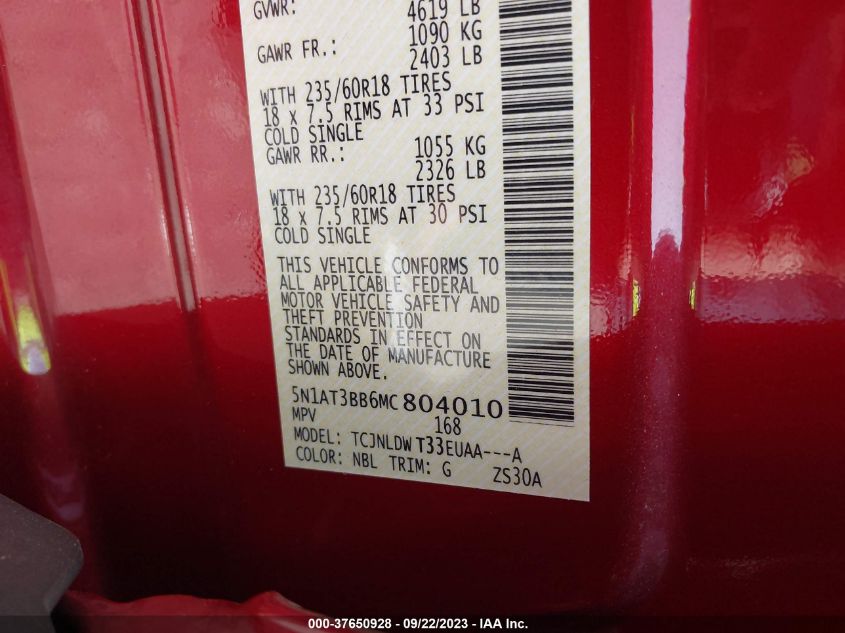 GVWR: 4619 LB
GAWR FR.: 1090 KG
2403 LB
WITH 235/60R18 TIRES
18 x 7.5 RIMS AT 33 PSI
COLD SINGLE
GAWR RR.: 1055 KG
2326 LB
WITH 235/60R18 TIRES
18 x 7.5 RIMS AT 30 PSI
COLD SINGLE
THIS VEHICLE CONFORMS TO
ALL APPLICABLE FEDERAL
MOTOR VEHICLE SAFETY AND
THEFT PREVENTION
STANDARDS IN EFFECT ON
THE DATE OF MANUFACTURE
SHOWN ABOVE.
5N1AT3BB6MC804010
MPV 168
MODEL: TCJNLDW T33EUAA---A
COLOR: NBL TRIM: G ZS30A
000-37650928 - 09/22/2023 - IAA Inc.